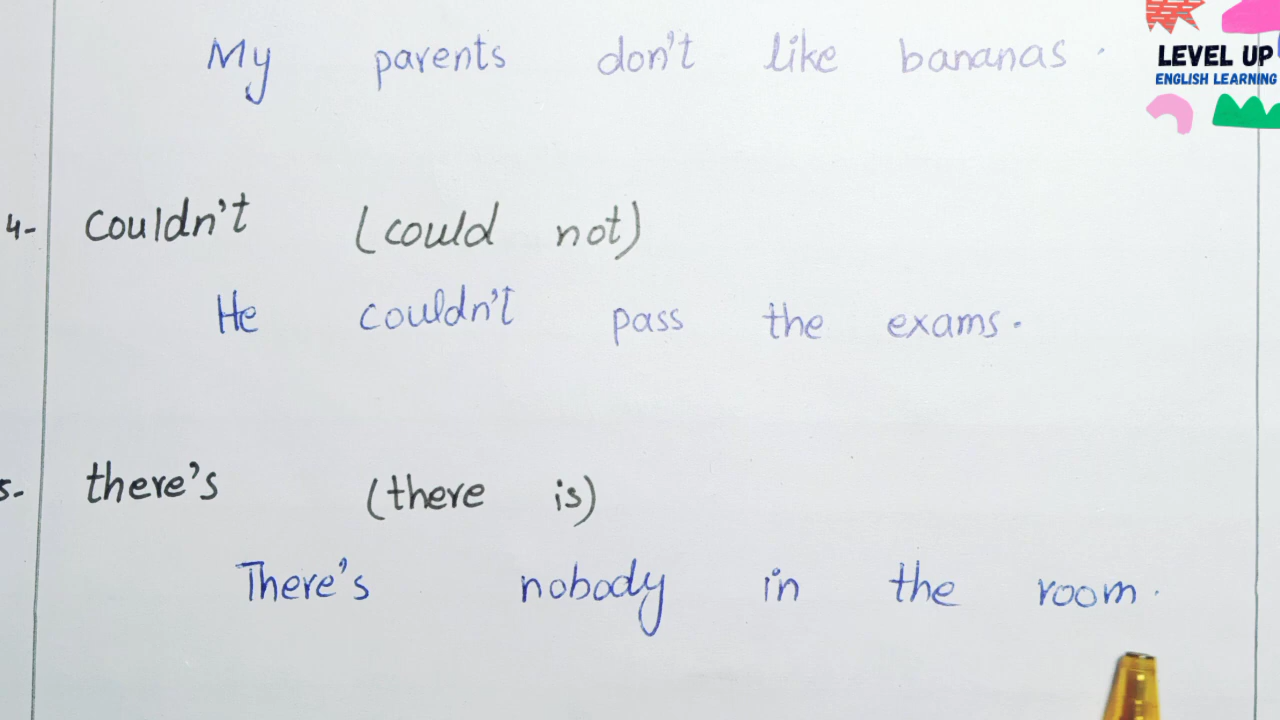 My parents don't like bananas.
LEVEL UP
ENGLISH LEARNING
4- Couldn't (could not)
He couldn't pass the exams.
5- there's (there is)
There's nobody in the room.